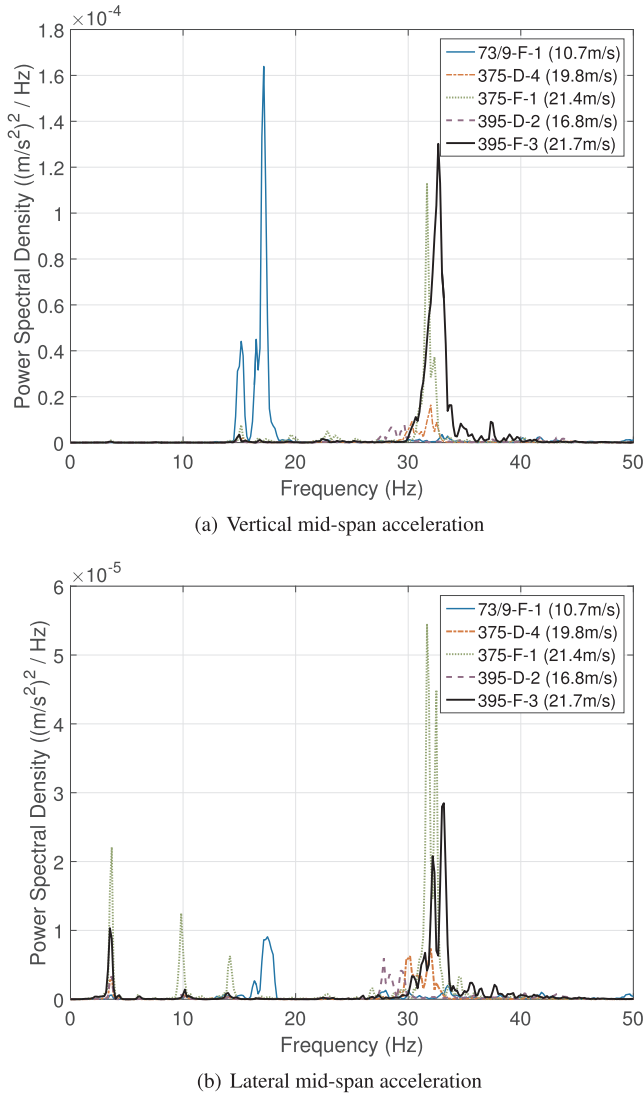 ×10⁻⁴
Power Spectral Density ((m/s²)² / Hz)
1.8
1.6
1.4
1.2
1
0.8
0.6
0.4
0.2
0
73/9-F-1 (10.7m/s)
375-D-4 (19.8m/s)
375-F-1 (21.4m/s)
395-D-2 (16.8m/s)
395-F-3 (21.7m/s)
0 10 20 30 40 50
Frequency (Hz)
(a) Vertical mid-span acceleration
×10⁻⁵
Power Spectral Density ((m/s²)² / Hz)
6
5
4
3
2
1
0
73/9-F-1 (10.7m/s)
375-D-4 (19.8m/s)
375-F-1 (21.4m/s)
395-D-2 (16.8m/s)
395-F-3 (21.7m/s)
0 10 20 30 40 50
Frequency (Hz)
(b) Lateral mid-span acceleration